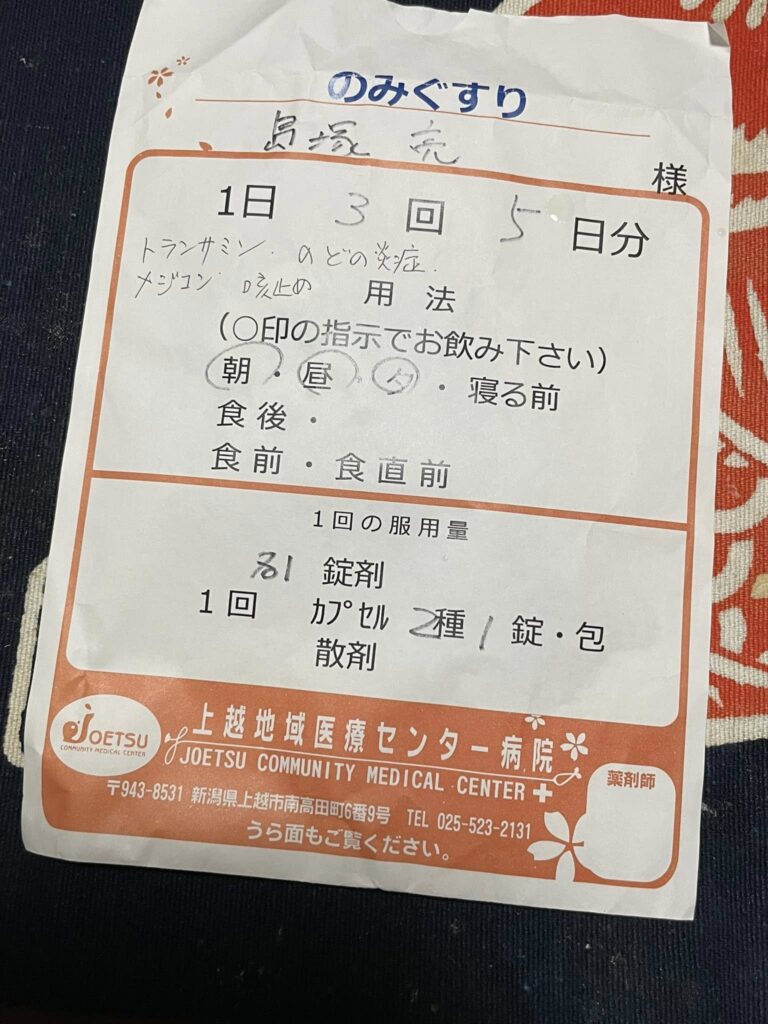 のみぐすり
島塚 亮 様
1日 3 回 5 日分
トランサミン. のどの炎症.
メジコン 咳止め
用 法
(○印の指示でお飲み下さい)
朝・昼・夕・寝る前
食後・
食前・食直前
1回の服用量
各1 錠剤
1回 カプセル 2種 1 錠・包
散剤
JOETSU
COMMUNITY MEDICAL CENTER
上越地域医療センター病院
JOETSU COMMUNITY MEDICAL CENTER
薬剤師
〒943-8531 新潟県上越市南高田町6番9号 TEL 025-523-2131
うら面もご覧ください。